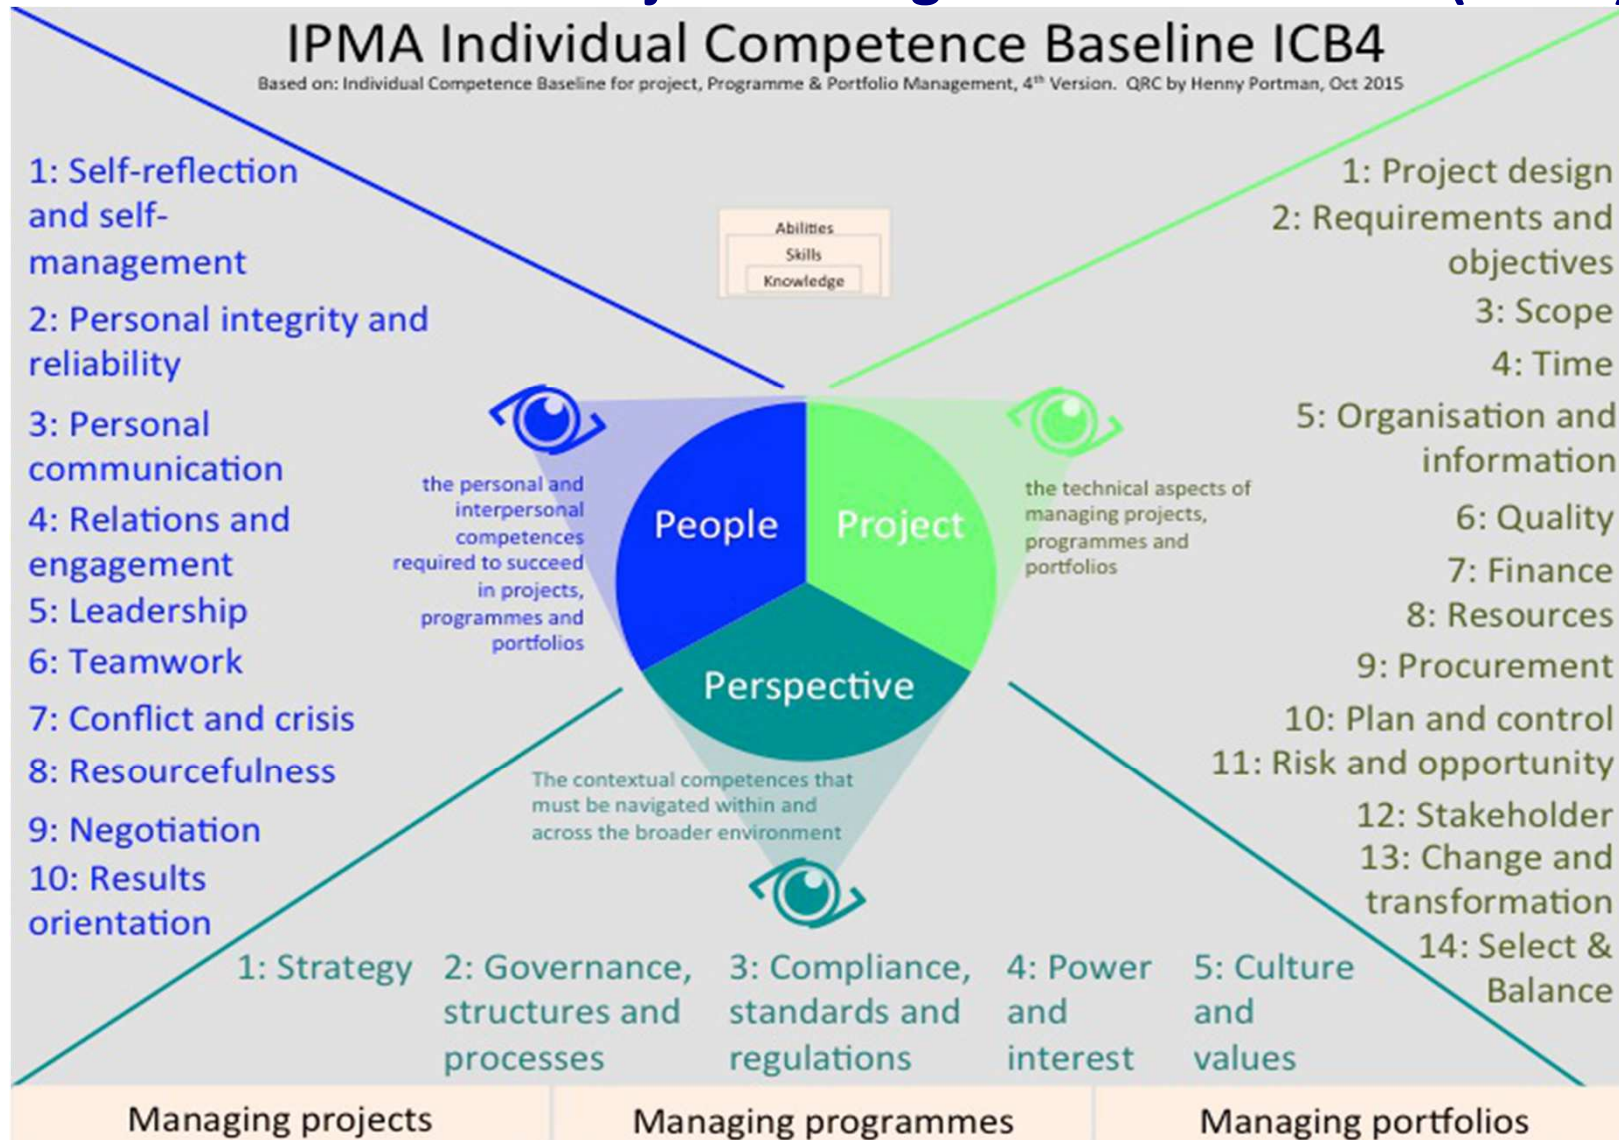 IPMA Individual Competence Baseline ICB4
Based on: Individual Competence Baseline for project, Programme & Portfolio Management, 4th Version. QRC by Henny Portman, Oct 2015
Abilities
Skills
Knowledge
1: Self-reflection
and self-
management
2: Personal integrity and
reliability
3: Personal
communication
4: Relations and
engagement
5: Leadership
6: Teamwork
7: Conflict and crisis
8: Resourcefulness
9: Negotiation
10: Results
orientation
the personal and
interpersonal
competences
required to succeed
in projects,
programmes and
portfolios
People
Project
Perspective
the technical aspects of
managing projects,
programmes and
portfolios
1: Project design
2: Requirements and
objectives
3: Scope
4: Time
5: Organisation and
information
6: Quality
7: Finance
8: Resources
9: Procurement
10: Plan and control
11: Risk and opportunity
12: Stakeholder
13: Change and
transformation
14: Select &
Balance
The contextual competences that
must be navigated within and
across the broader environment
1: Strategy
2: Governance,
structures and
processes
3: Compliance,
standards and
regulations
4: Power
and
interest
5: Culture
and
values
Managing projects
Managing programmes
Managing portfolios